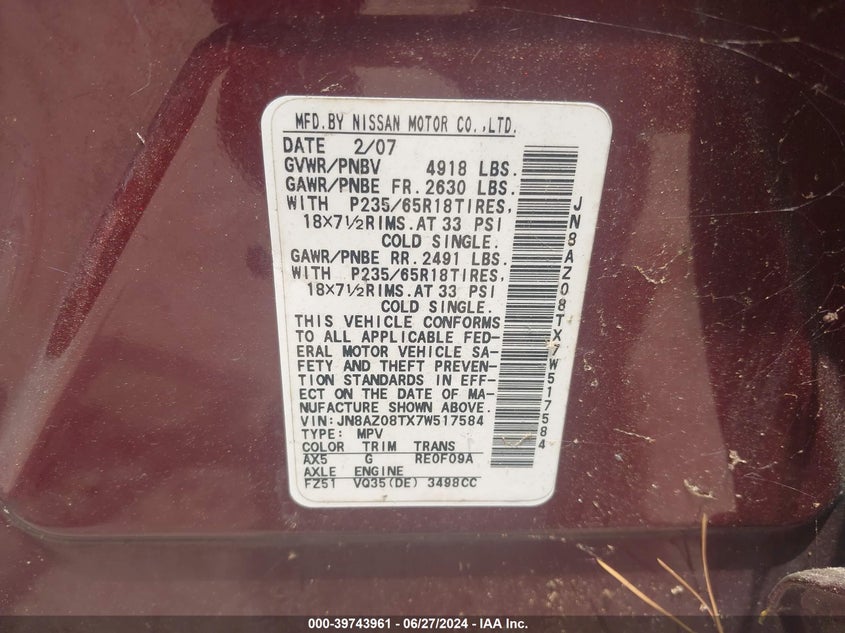 MFD.BY NISSAN MOTOR CO.,LTD.
DATE 2/07
GVWR/PNBV 4918 LBS.
GAWR/PNBE FR. 2630 LBS.
WITH P235/65R18TIRES,
18×7½RIMS.AT 33 PSI
COLD SINGLE.
GAWR/PNBE RR. 2491 LBS.
WITH P235/65R18TIRES,
18×7½RIMS.AT 33 PSI
COLD SINGLE.
THIS VEHICLE CONFORMS
TO ALL APPLICABLE FED-
ERAL MOTOR VEHICLE SA-
FETY AND THEFT PREVEN-
TION STANDARDS IN EFF-
ECT ON THE DATE OF MA-
NUFACTURE SHOWN ABOVE.
VIN:JN8AZ08TX7W517584
TYPE: MPV
COLOR TRIM TRANS
AX5 G RE0F09A
AXLE ENGINE
FZ51 VQ35(DE) 3498CC
JN8AZ08TX7W517584
000-39743961 - 06/27/2024 - IAA Inc.